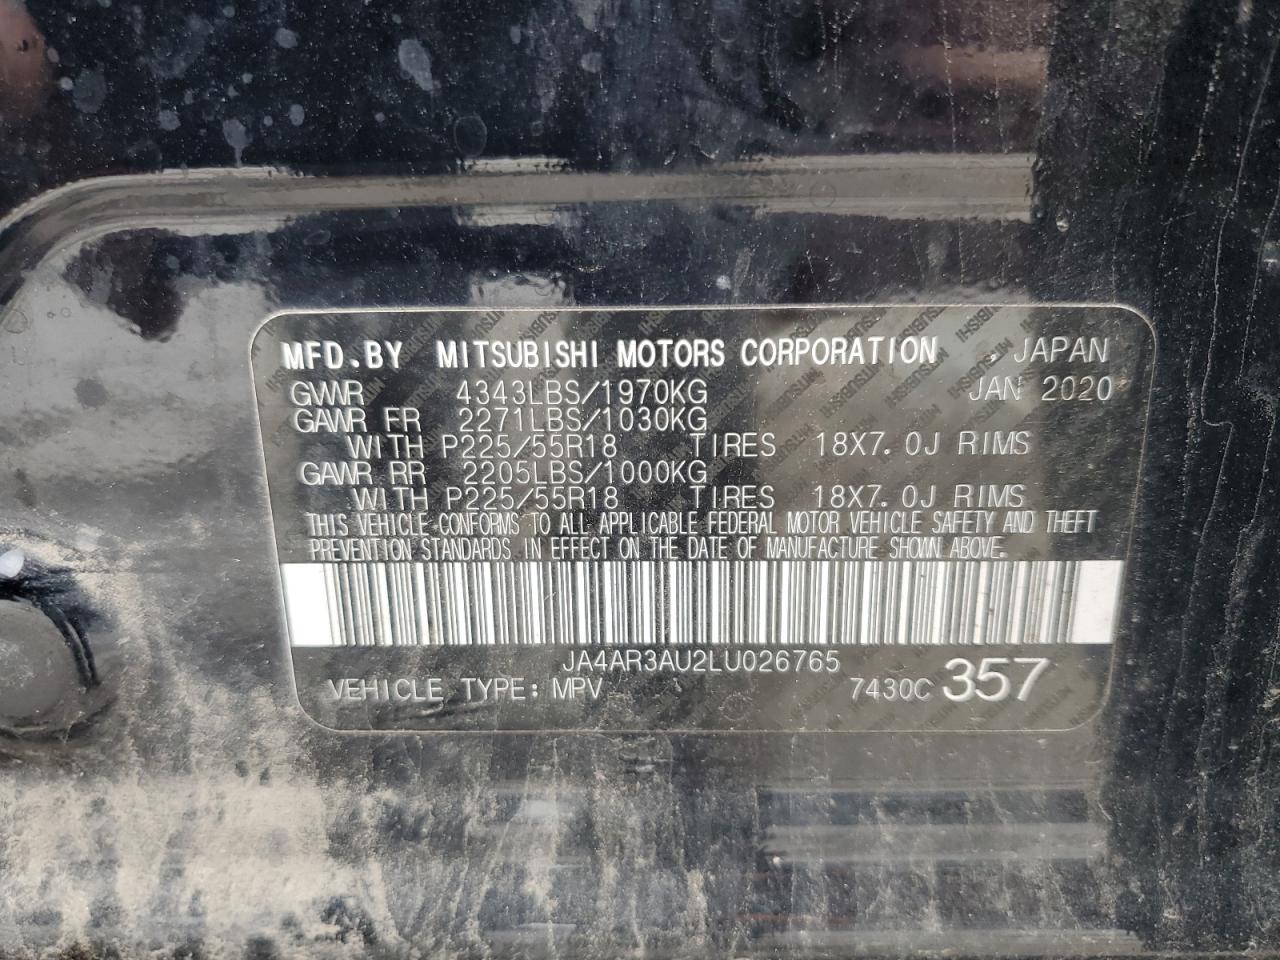 MFD.BY MITSUBISHI MOTORS CORPORATION , JAPAN
GVWR 4343LBS/1970KG JAN 2020
GAWR FR 2271LBS/1030KG
WITH P225/55R18 TIRES 18X7.0J RIMS
GAWR RR 2205LBS/1000KG
WITH P225/55R18 TIRES 18X7.0J RIMS
THIS VEHICLE CONFORMS TO ALL APPLICABLE FEDERAL MOTOR VEHICLE SAFETY AND THEFT
PREVENTION STANDARDS IN EFFECT ON THE DATE OF MANUFACTURE SHOWN ABOVE.
JA4AR3AU2LU026765
VEHICLE TYPE: MPV 7430C 357